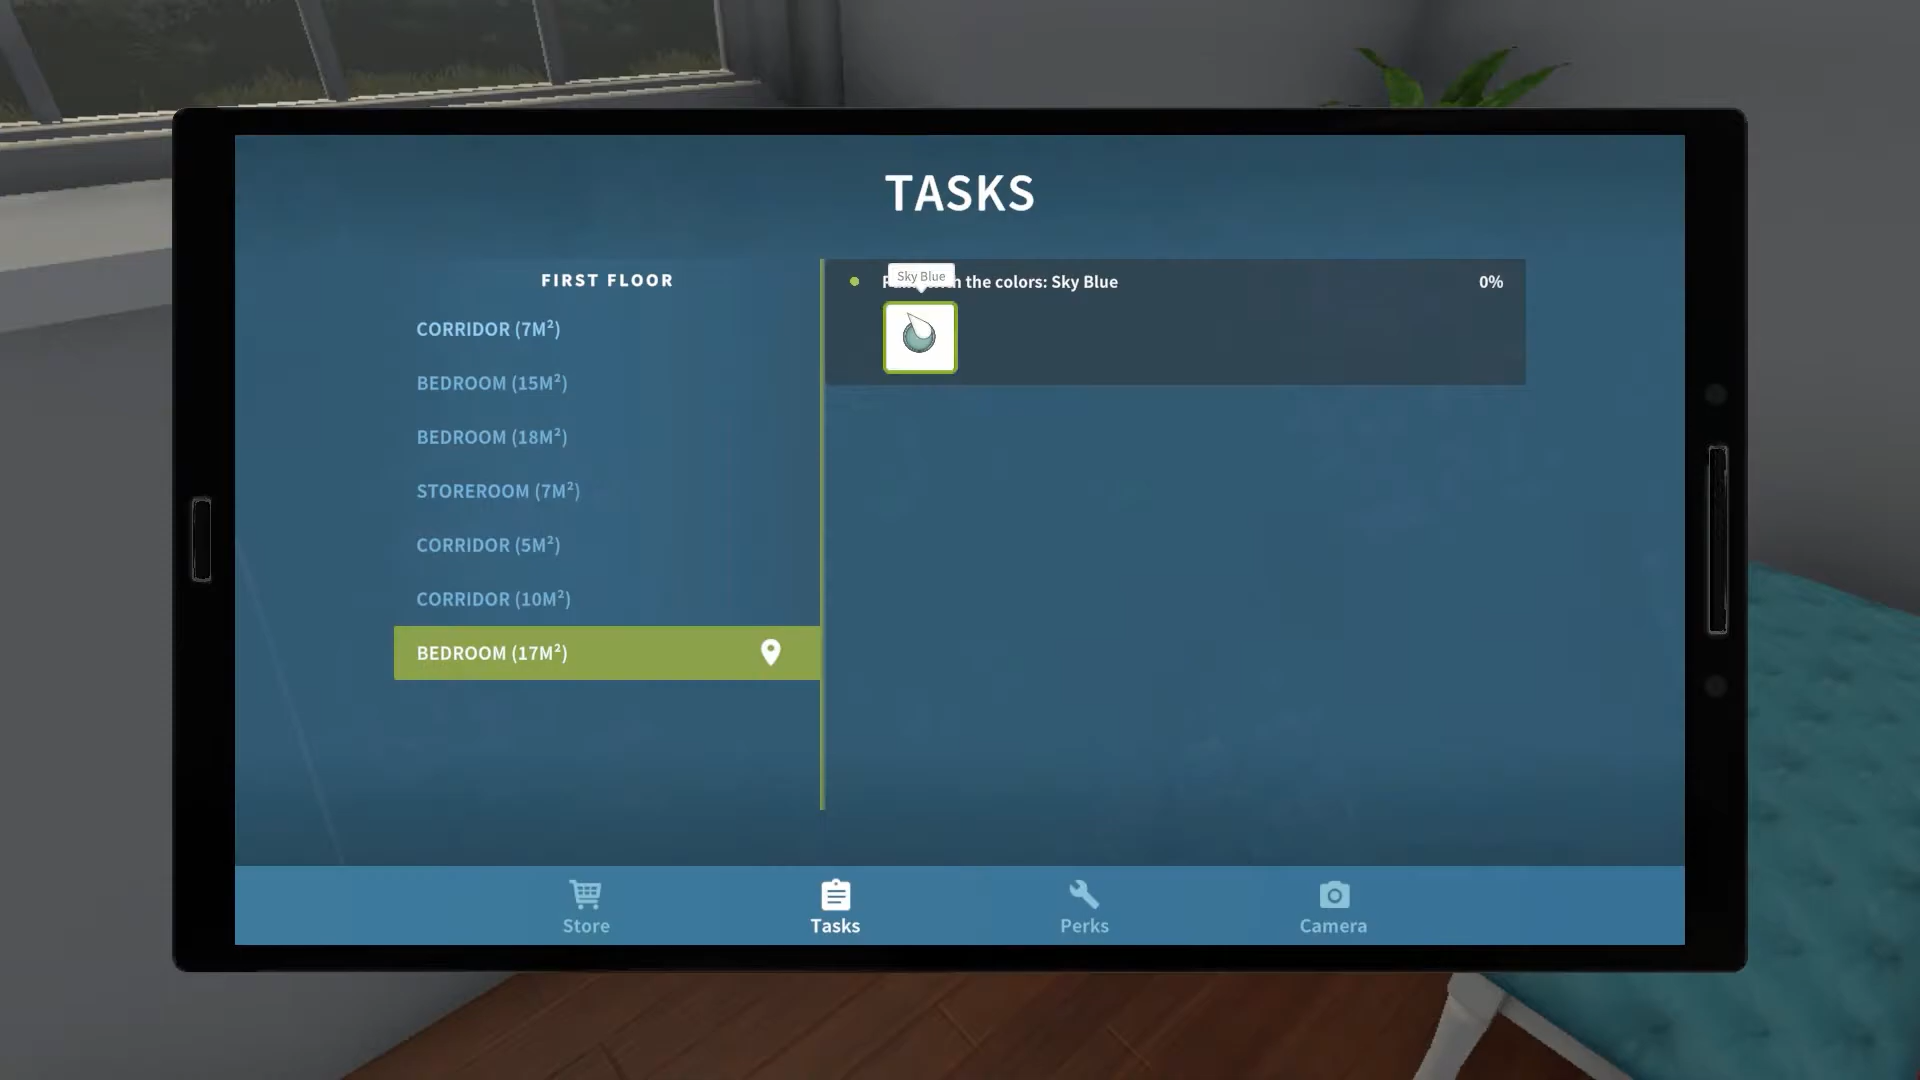 TASKS
FIRST FLOOR
CORRIDOR (7M²)
BEDROOM (15M²)
BEDROOM (18M²)
STOREROOM (7M²)
CORRIDOR (5M²)
CORRIDOR (10M²)
BEDROOM (17M²)
Sky Blue
the colors: Sky Blue
0%
Store
Tasks
Perks
Camera